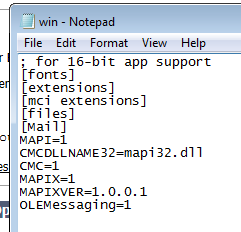 win - Notepad
File Edit Format View Help
; for 16-bit app support
[fonts]
[extensions]
[mci extensions]
[files]
[Mail]
MAPI=1
CMCDLLNAME32=mapi32.dll
CMC=1
MAPIX=1
MAPIXVER=1.0.0.1
OLEMessaging=1